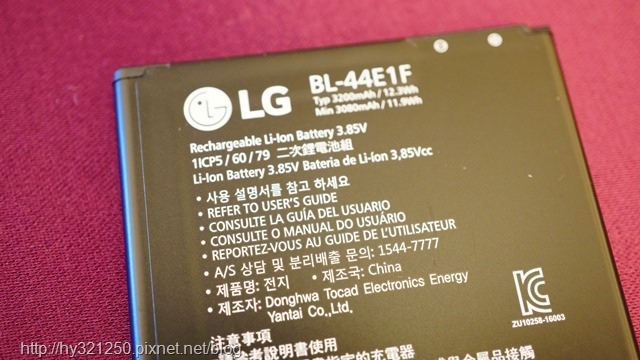 LG
BL-44E1F
Typ 3200mAh / 12.3Wh
Min 3080mAh / 11.9Wh
Rechargeable Li-Ion Battery 3.85V
1ICP5 / 60 / 79 二次鋰電池組
Li-Ion Battery 3.85V Bateria de Li-ion 3,85Vcc
• 사용 설명서를 참고 하세요
• REFER TO USER'S GUIDE
• CONSULTE LA GUÍA DEL USUARIO
• CONSULTE O MANUAL DO USUÁRIO
• REPORTEZ-VOUS AU GUIDE DE L'UTILISATEUR
• A/S 상담 및 분리배출 문의: 1544-7777
• 제품명: 전지 • 제조국: China
• 제조자: Donghwa Tocad Electronics Energy
Yantai Co.,Ltd.
ZU10258-16003
注意事項
http://hy321250.pixnet.net/blog